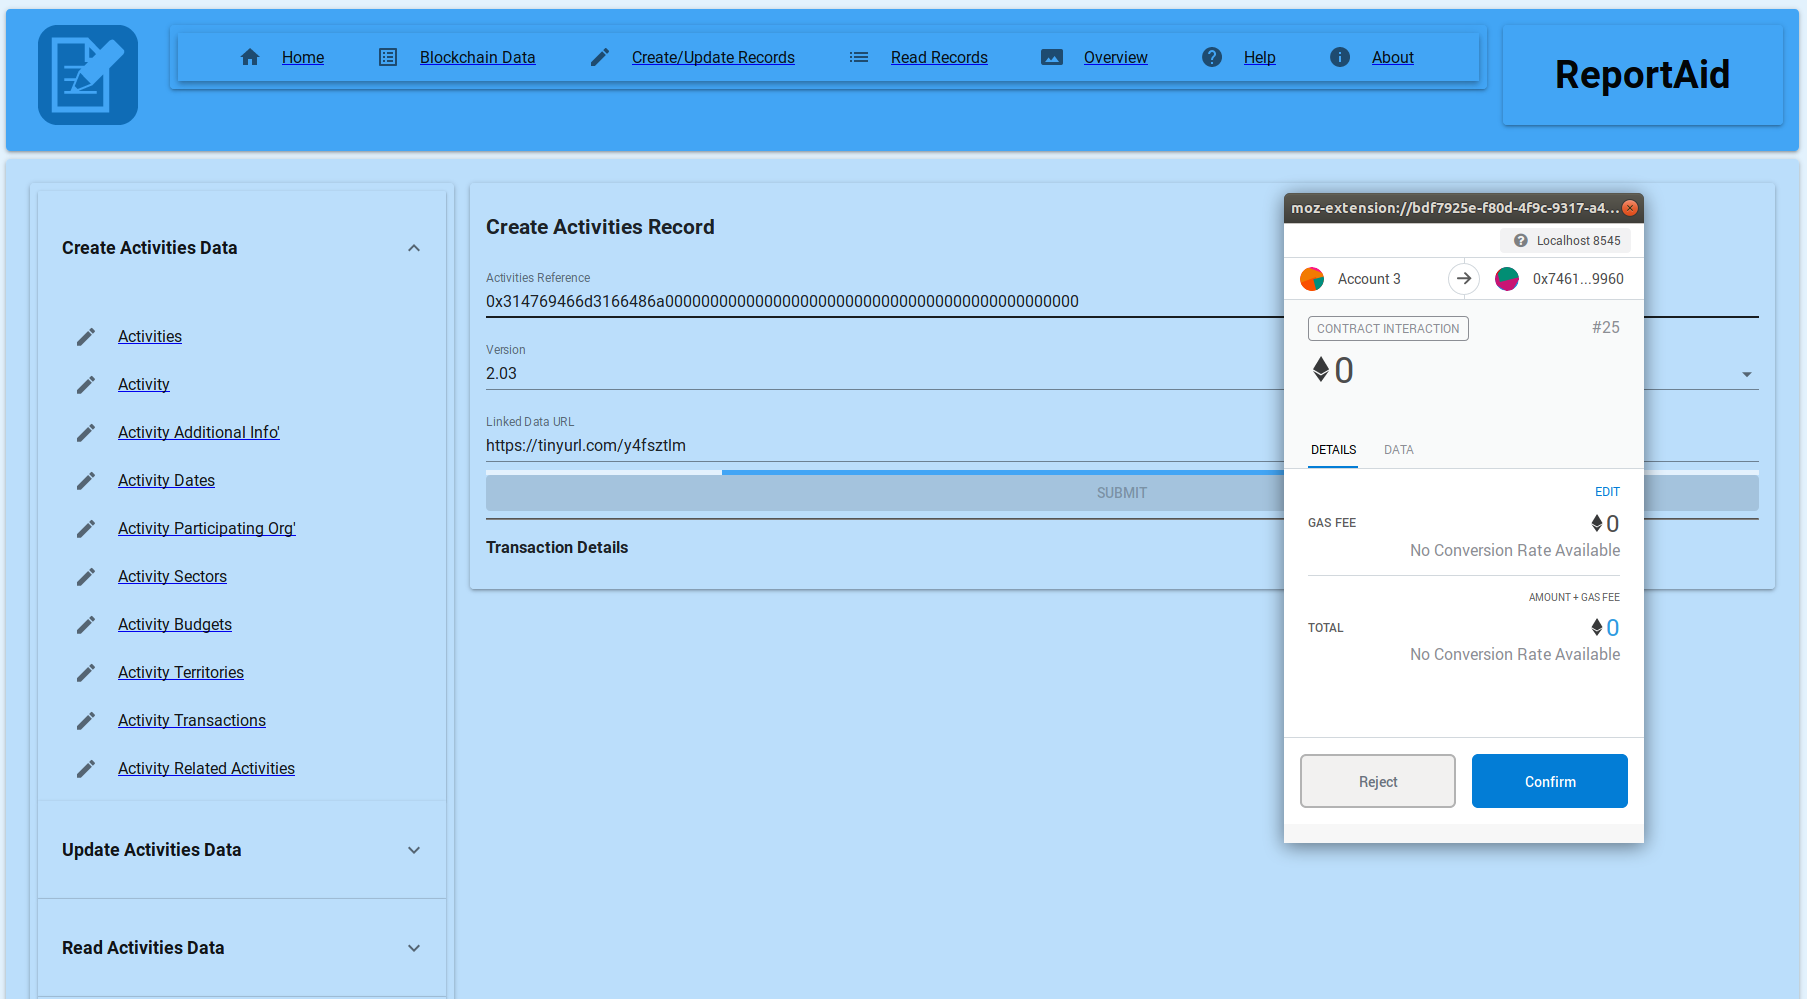 Home
Blockchain Data
Create/Update Records
Read Records
Overview
Help
About
ReportAid
Create Activities Data
Activities
Activity
Activity Additional Info'
Activity Dates
Activity Participating Org'
Activity Sectors
Activity Budgets
Activity Territories
Activity Transactions
Activity Related Activities
Update Activities Data
Read Activities Data
Create Activities Record
Activities Reference
0x314769466d3166486a00000000000000000000000000000000000000000000
Version
2.03
Linked Data URL
https://tinyurl.com/y4fsztlm
SUBMIT
Transaction Details
moz-extension://bdf7925e-f80d-4f9c-9317-a4...
Localhost 8545
Account 3
0x7461...9960
CONTRACT INTERACTION
#25
0
DETAILS
DATA
EDIT
GAS FEE
0
No Conversion Rate Available
AMOUNT + GAS FEE
TOTAL
0
No Conversion Rate Available
Reject
Confirm